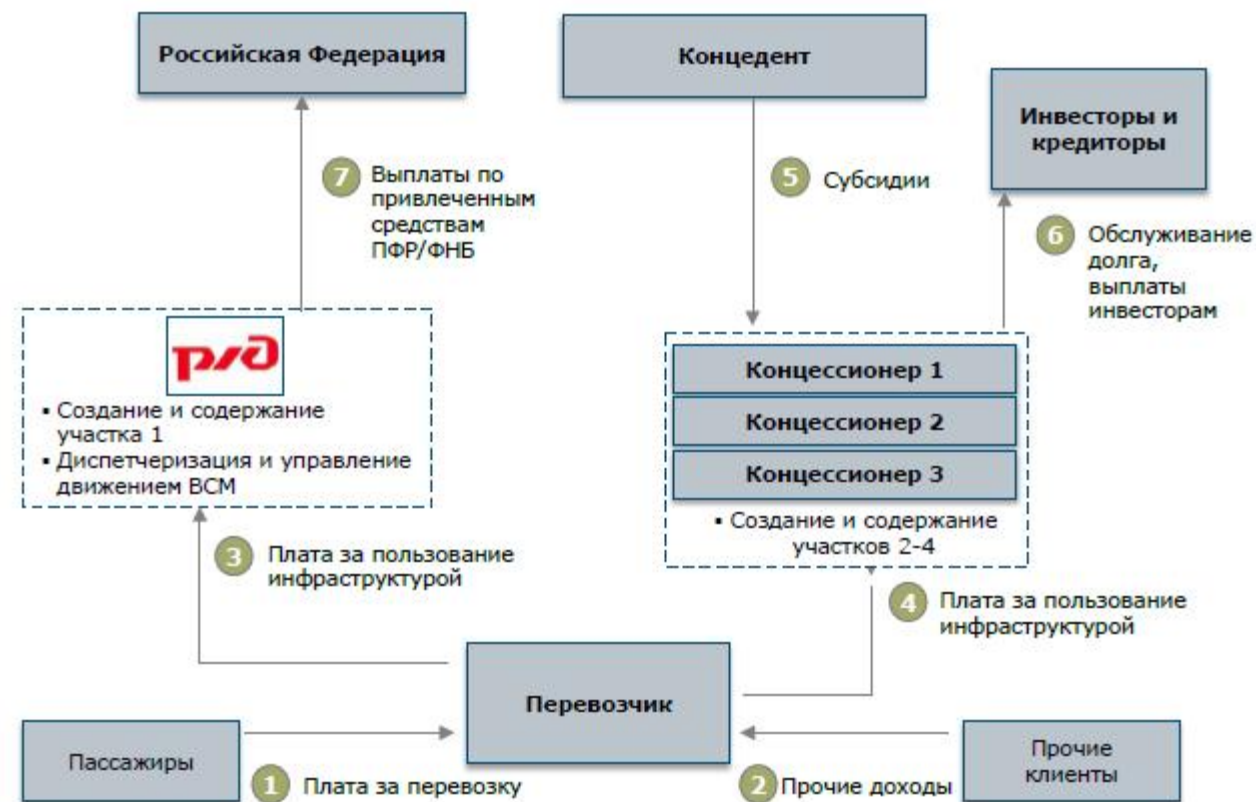 Российская Федерация
Концедент
Инвесторы и
кредиторы
7
Выплаты по
привлеченным
средствам
ПФР/ФНБ
5
Субсидии
6
Обслуживание
долга,
выплаты
инвесторам
ржд
▪ Создание и содержание
участка 1
▪ Диспетчеризация и управление
движением ВСМ
Концессионер 1
Концессионер 2
Концессионер 3
▪ Создание и содержание
участков 2-4
3
Плата за пользование
инфраструктурой
4
Плата за пользование
инфраструктурой
Перевозчик
Пассажиры
Прочие
клиенты
1
Плата за перевозку
2
Прочие доходы